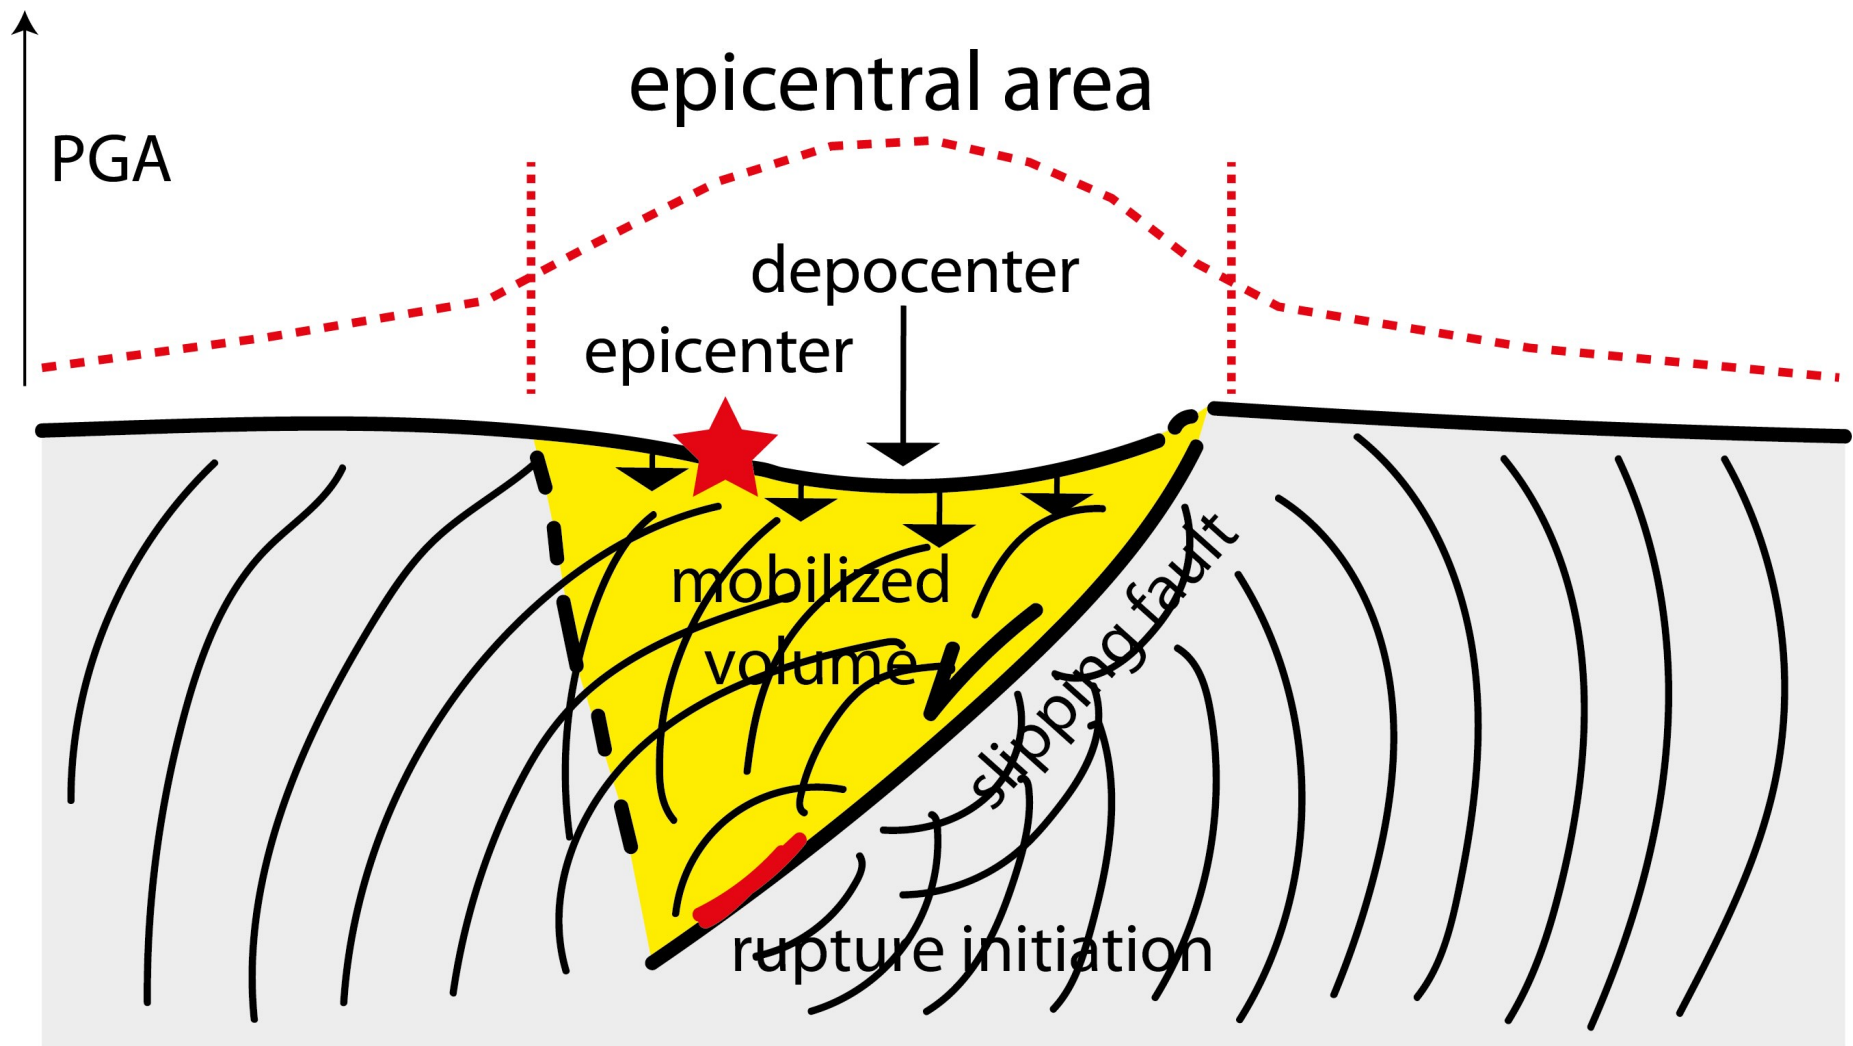 epicentral area
PGA
depocenter
epicenter
mobilized
volume
slipping fault
rupture initiation